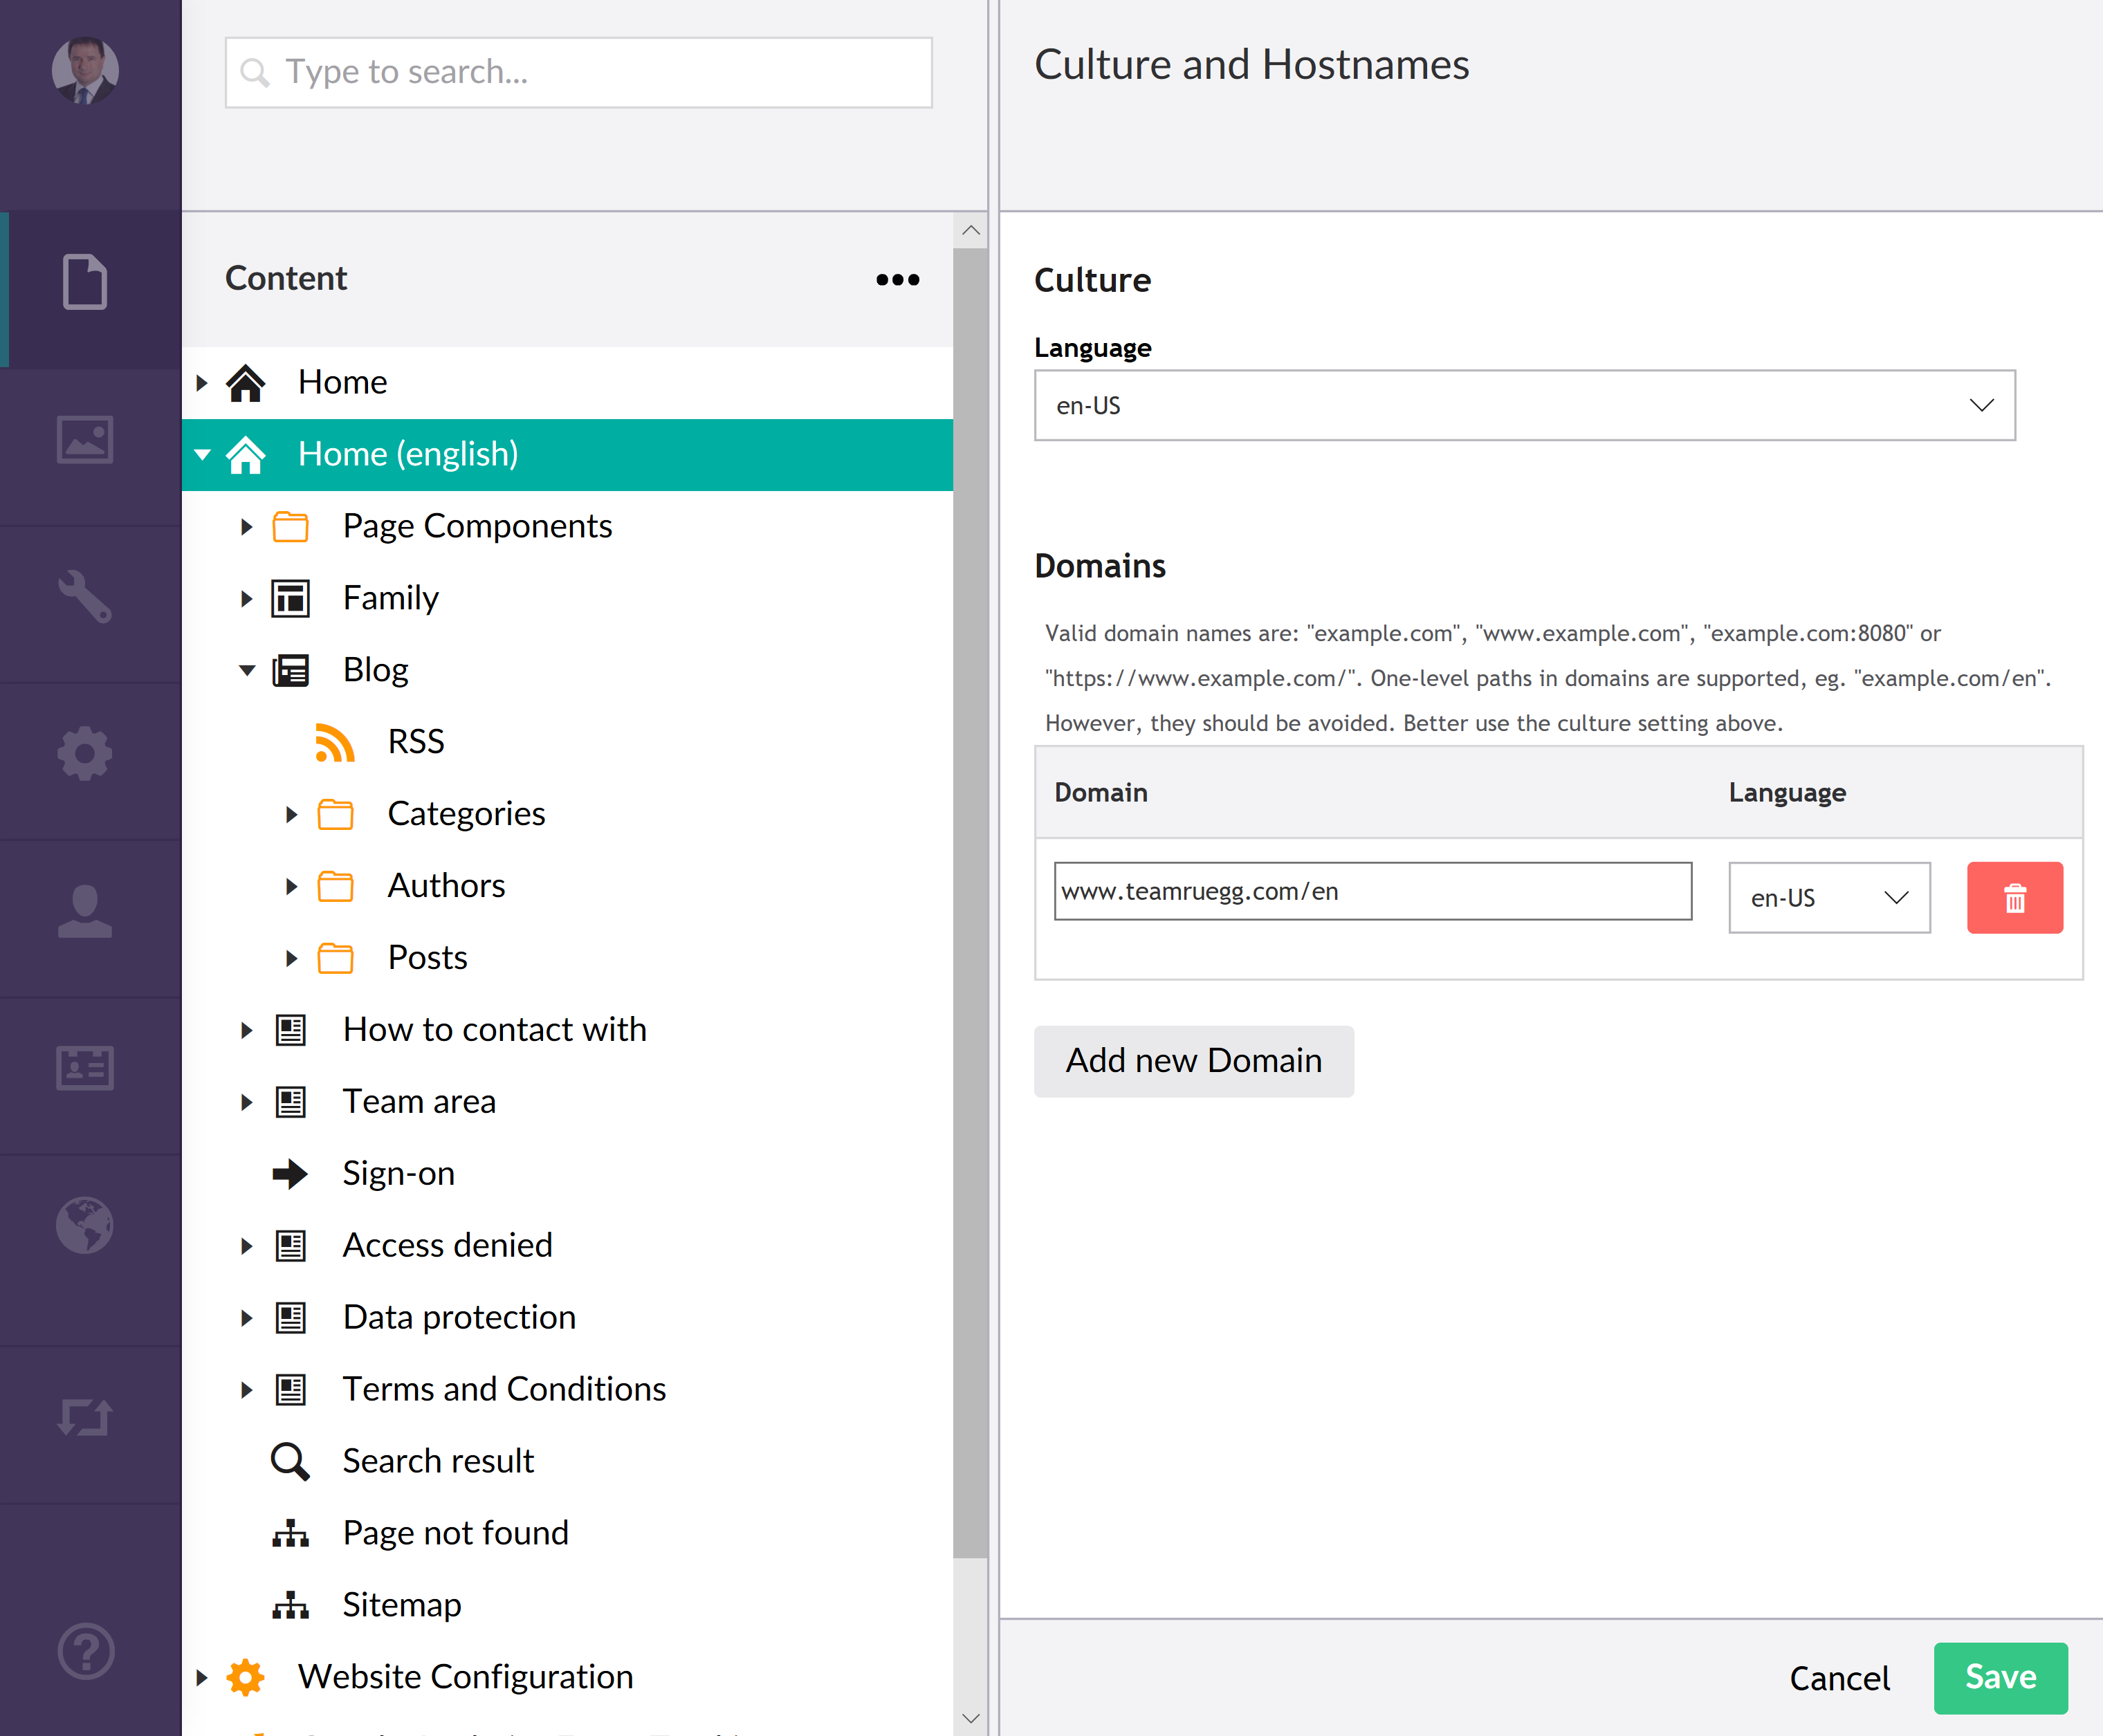 Type to search...
Content
Home
Home (english)
Page Components
Family
Blog
RSS
Categories
Authors
Posts
How to contact with
Team area
Sign-on
Access denied
Data protection
Terms and Conditions
Search result
Page not found
Sitemap
Website Configuration
Culture and Hostnames
Culture
Language
en-US
Domains
Valid domain names are: "example.com", "www.example.com", "example.com:8080" or
"https://www.example.com/". One-level paths in domains are supported, eg. "example.com/en".
However, they should be avoided. Better use the culture setting above.
Domain Language
www.teamruegg.com/en en-US
Add new Domain
Cancel Save